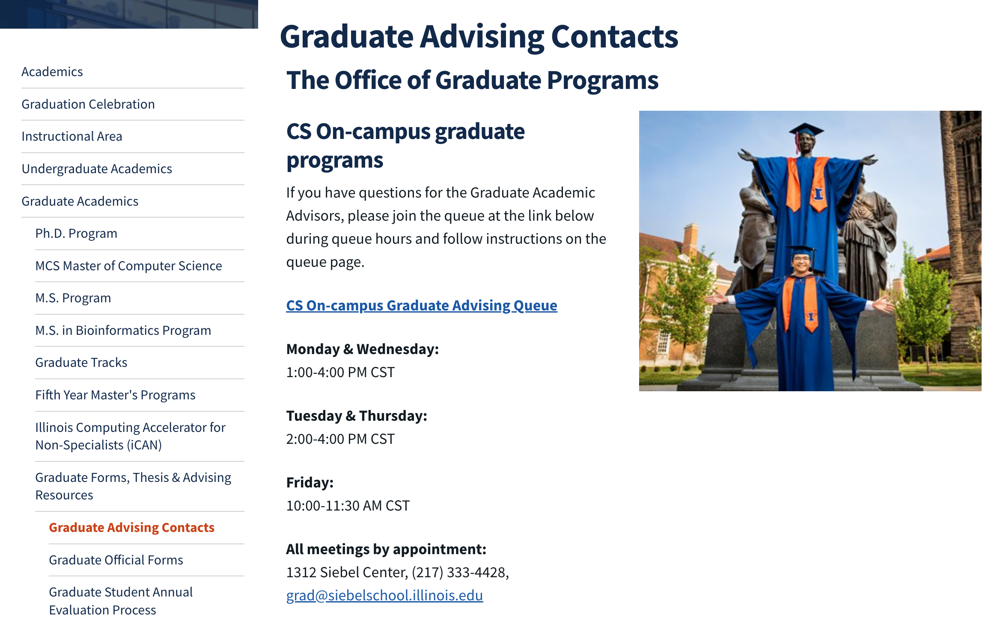 Academics
Graduation Celebration
Instructional Area
Undergraduate Academics
Graduate Academics
Ph.D. Program
MCS Master of Computer Science
M.S. Program
M.S. in Bioinformatics Program
Graduate Tracks
Fifth Year Master's Programs
Illinois Computing Accelerator for
Non-Specialists (iCAN)
Graduate Forms, Thesis & Advising
Resources
Graduate Advising Contacts
Graduate Official Forms
Graduate Student Annual
Evaluation Process
Graduate Advising Contacts
The Office of Graduate Programs
CS On-campus graduate
programs
If you have questions for the Graduate Academic
Advisors, please join the queue at the link below
during queue hours and follow instructions on the
queue page.
CS On-campus Graduate Advising Queue
Monday & Wednesday:
1:00-4:00 PM CST
Tuesday & Thursday:
2:00-4:00 PM CST
Friday:
10:00-11:30 AM CST
All meetings by appointment:
1312 Siebel Center, (217) 333-4428,
grad@siebelschool.illinois.edu
I
I